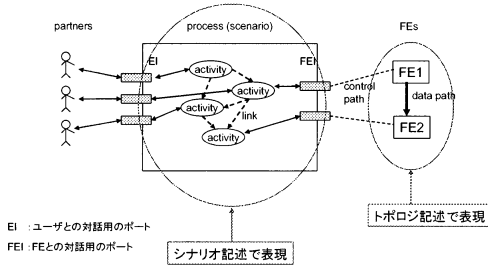 partners
process (scenario)
FEs
EI
FEI
activity
activity
activity
activity
link
control
path
FE1
data path
FE2
EI :ユーザとの対話用のポート
FEI :FEとの対話用のポート
シナリオ記述で表現
トポロジ記述で表現